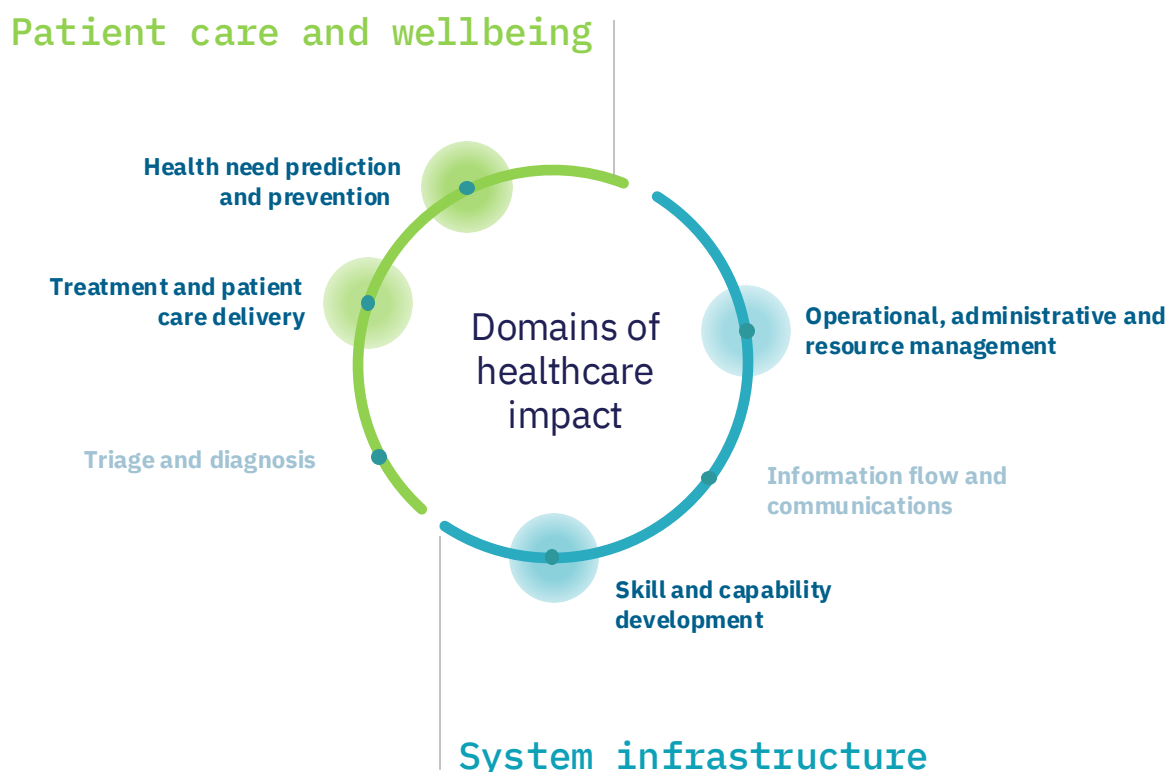 Patient care and wellbeing
Health need prediction
and prevention
Treatment and patient
care delivery
Triage and diagnosis
Domains of
healthcare
impact
Operational, administrative and
resource management
Information flow and
communications
Skill and capability
development
System infrastructure